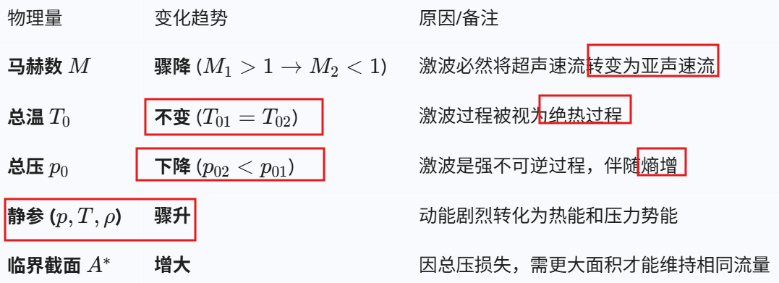 物理量 变化趋势 原因/备注
马赫数 M 骤降 (M₁ > 1 → M₂ < 1) 激波必然将超声速流转变为亚声速流
总温 T₀ 不变 (T₀₁ = T₀₂) 激波过程被视为绝热过程
总压 p₀ 下降 (p₀₂ < p₀₁) 激波是强不可逆过程，伴随熵增
静参 (p, T, ρ) 骤升 动能剧烈转化为热能和压力势能
临界截面 A* 增大 因总压损失，需更大面积才能维持相同流量